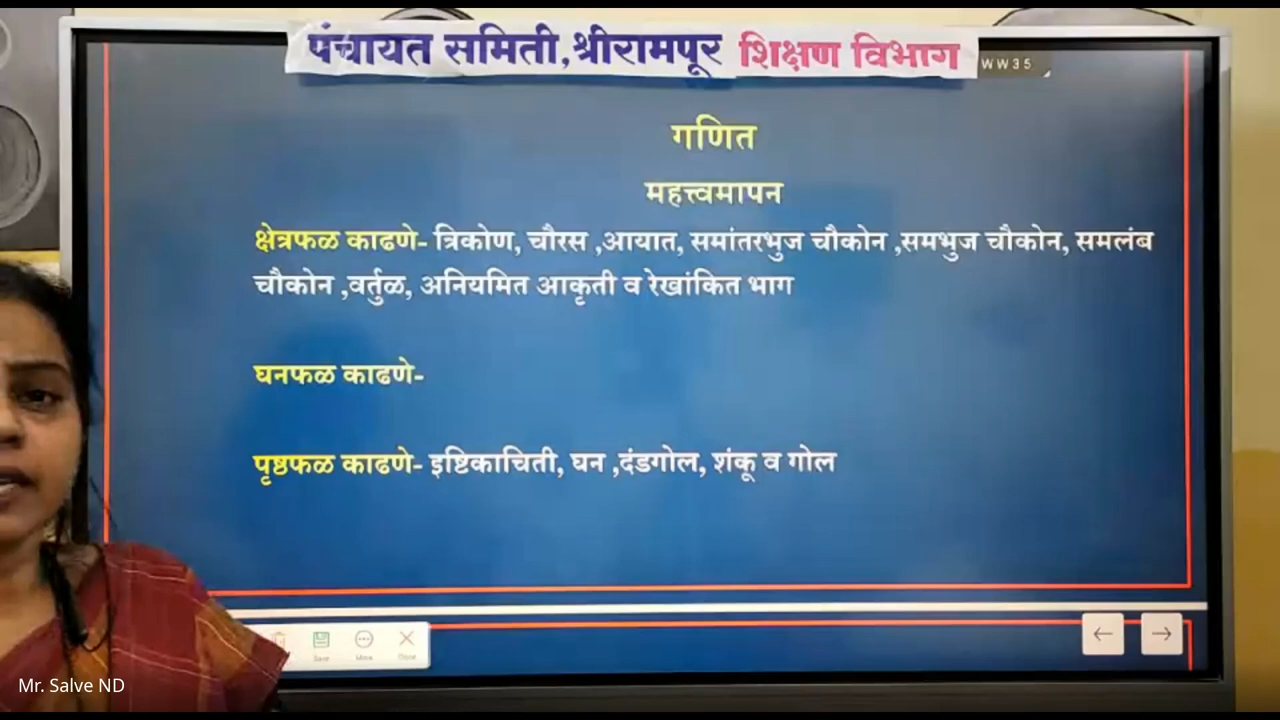 पंचायत समिती,श्रीरामपूर शिक्षण विभाग
WW35
गणित
महत्त्वमापन
क्षेत्रफळ काढणे- त्रिकोण, चौरस ,आयात, समांतरभुज चौकोन ,समभुज चौकोन, समलंब
चौकोन ,वर्तुळ, अनियमित आकृती व रेखांकित भाग
घनफळ काढणे-
पृष्ठफळ काढणे- इष्टिकाचिती, घन ,दंडगोल, शंकू व गोल
Save More Close
Mr. Salve ND